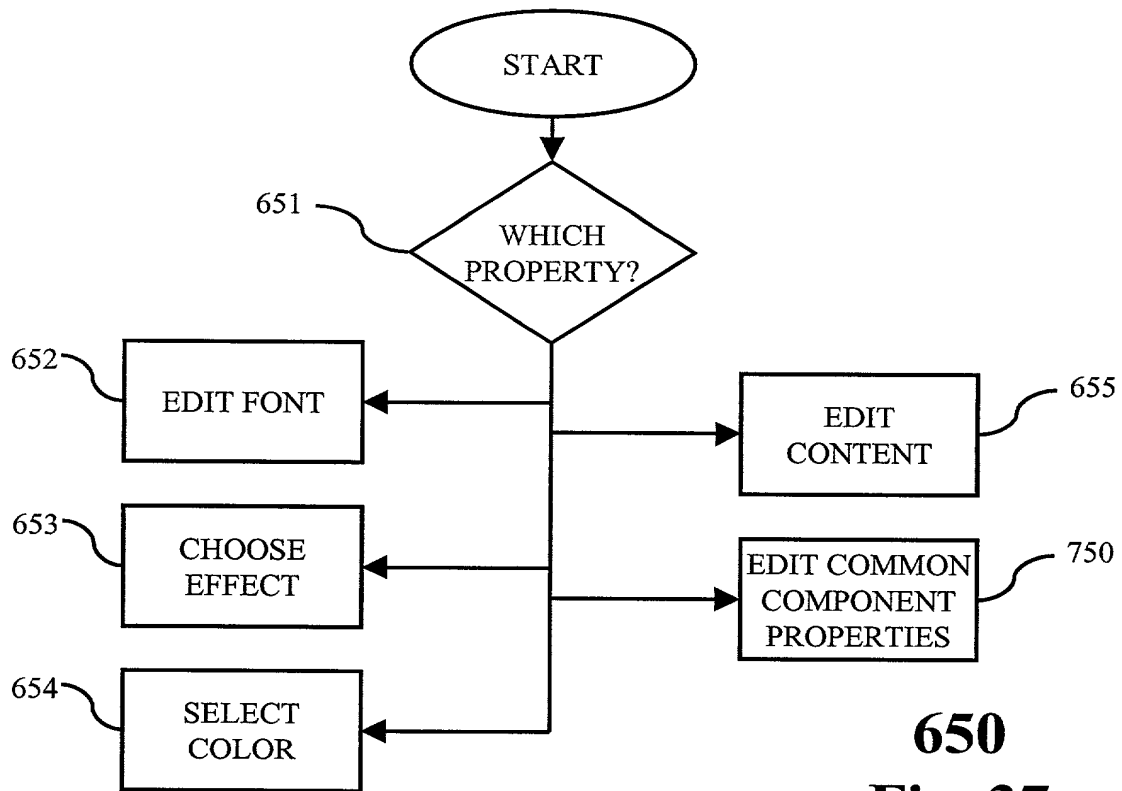 START
651
WHICH
PROPERTY?
652
EDIT FONT
655
EDIT
CONTENT
653
CHOOSE
EFFECT
750
EDIT COMMON
COMPONENT
PROPERTIES
654
SELECT
COLOR
650